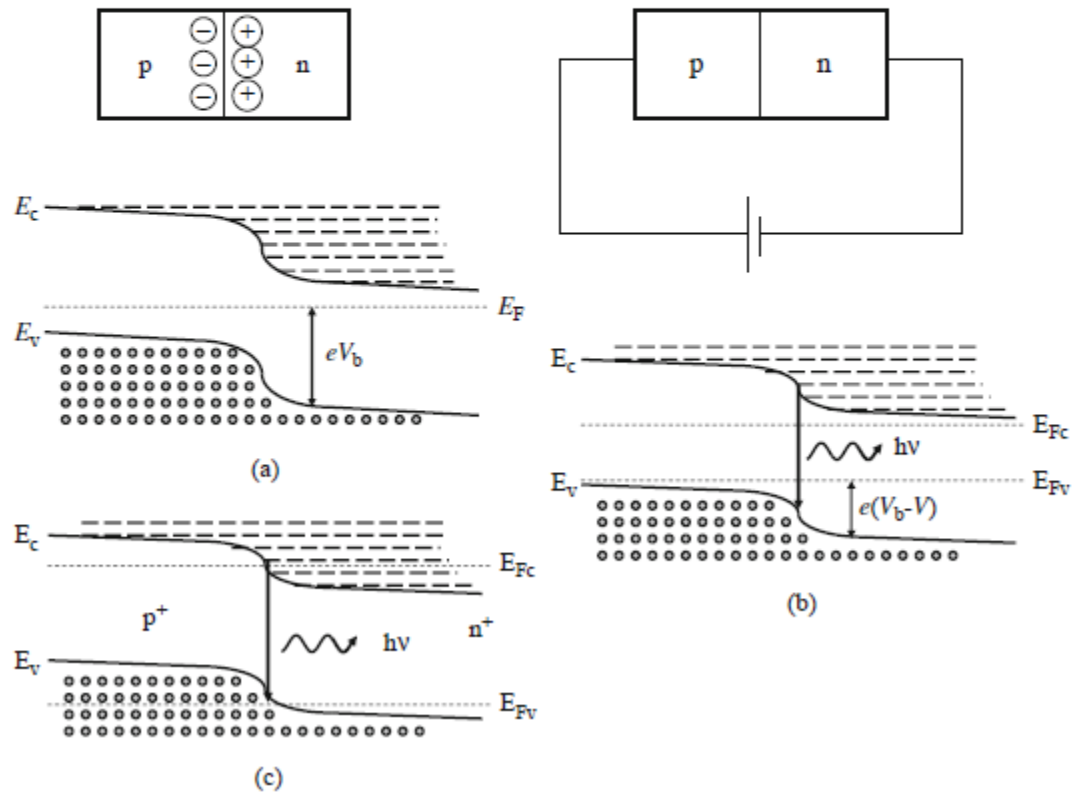 p
n
E_c
E_F
E_v
eV_b
(a)
p
n
E_c
E_Fc
hν
E_v
E_Fv
e(V_b-V)
(b)
E_c
E_Fc
p⁺
n⁺
hν
E_v
E_Fv
(c)